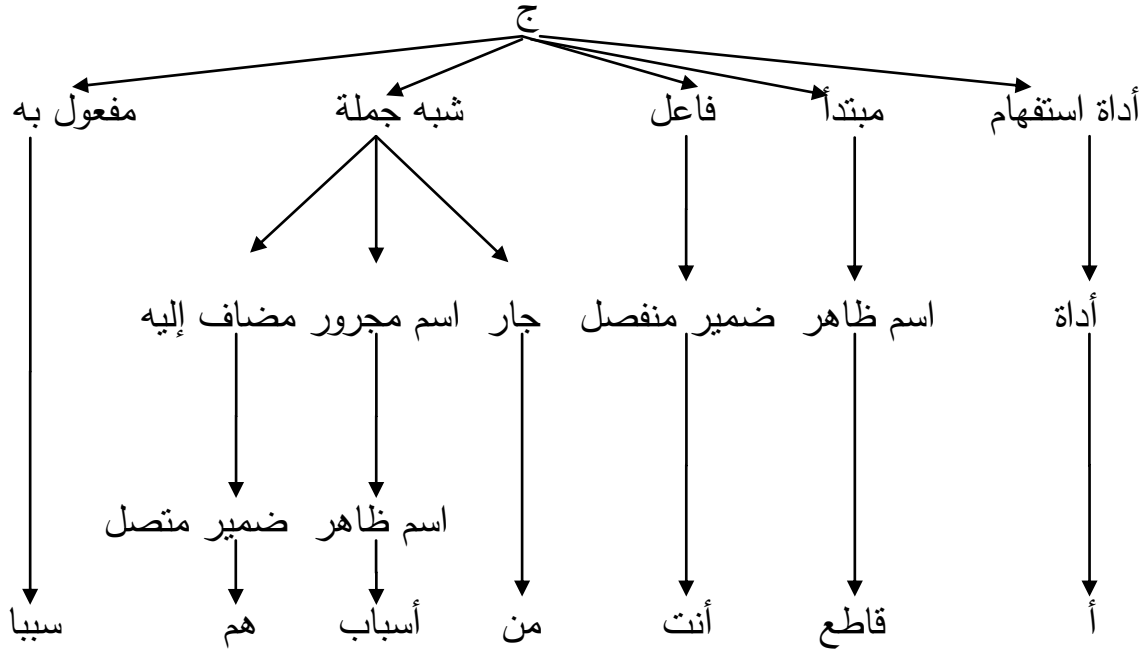 ج
أداة استفهام مبتدأ فاعل شبه جملة مفعول به
أداة اسم ظاهر ضمير منفصل جار اسم مجرور مضاف إليه
اسم ظاهر ضمير متصل
أ قاطع أنت من أسباب هم سببا